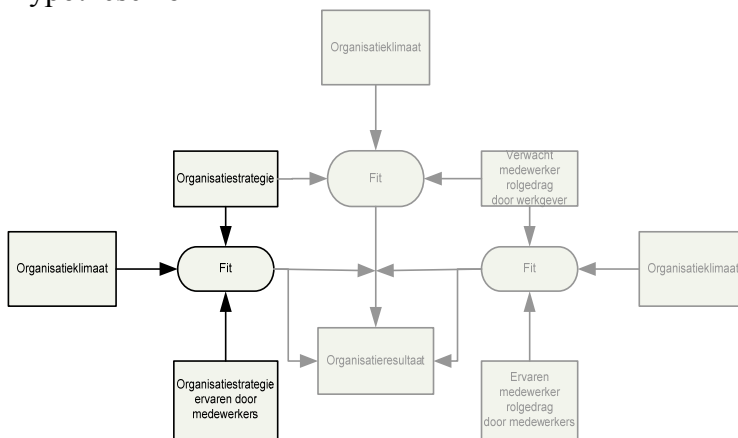 Organisatieklimaat
Organisatiestrategie
Fit
Verwacht
medewerker
rolgedrag
door werkgever
Organisatieklimaat
Fit
Fit
Organisatieklimaat
Organisatieresultaat
Organisatiestrategie
ervaren door
medewerkers
Ervaren
medewerker
rolgedrag
door medewerkers